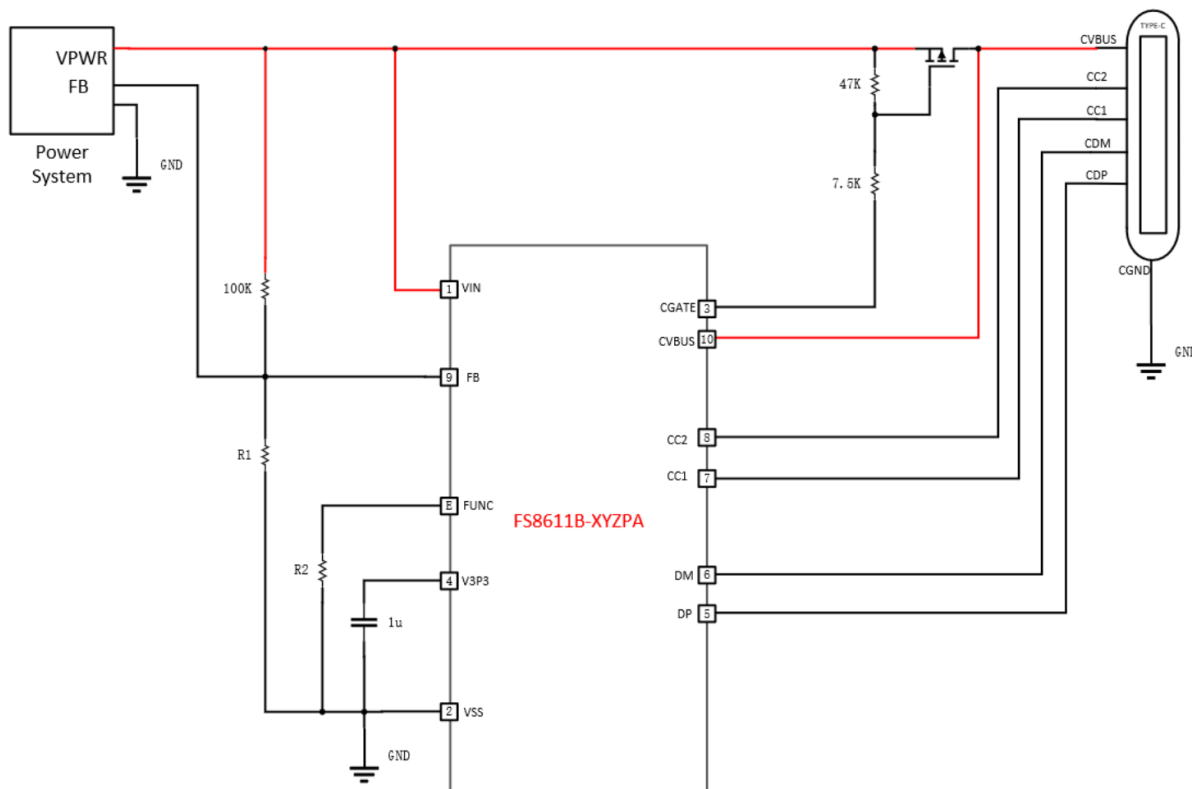 VPWR
FB
Power
System
GND
TYPE-C
CVBUS
CC2
CC1
CDM
CDP
CGND
GND
47K
7.5K
100K
R1
R2
1u
GND
1 VIN
9 FB
E FUNC
4 V3P3
2 VSS
FS8611B-XYZPA
CGATE 3
CVBUS 10
CC2 8
CC1 7
DM 6
DP 5